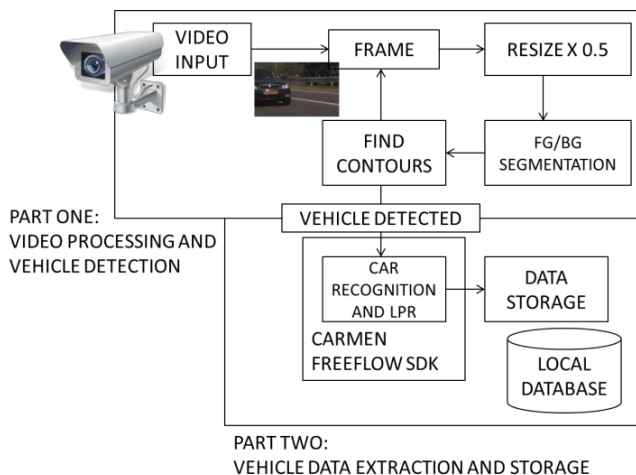 VIDEO
INPUT
FRAME
RESIZE X 0.5
FIND
CONTOURS
FG/BG
SEGMENTATION
PART ONE:
VIDEO PROCESSING AND
VEHICLE DETECTION
VEHICLE DETECTED
CAR
RECOGNITION
AND LPR
CARMEN
FREEFLOW SDK
DATA
STORAGE
LOCAL
DATABASE
PART TWO:
VEHICLE DATA EXTRACTION AND STORAGE